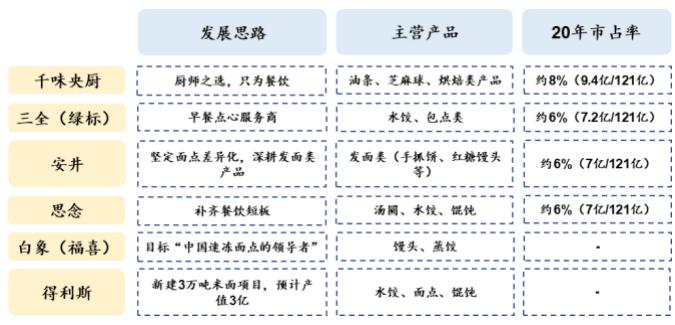 发展思路 主营产品 20年市占率
千味央厨 厨师之选，只为餐饮 油条、芝麻球、烘焙类产品 约8%（9.4亿/121亿）
三全（绿标） 早餐点心服务商 水饺、包点类 约6%（7.2亿/121亿）
安井 坚定面点差异化，深耕发面类
产品 发面类（手抓饼、红糖馒头
等） 约6%（7亿/121亿）
思念 补齐餐饮短板 汤圆、水饺、馄饨 约6%（7亿/121亿）
白象（福喜） 目标“中国速冻面点的领导者” 馒头、蒸饺 -
得利斯 新建3万吨米面项目，预计产
值3亿 水饺、面点、馄饨 -